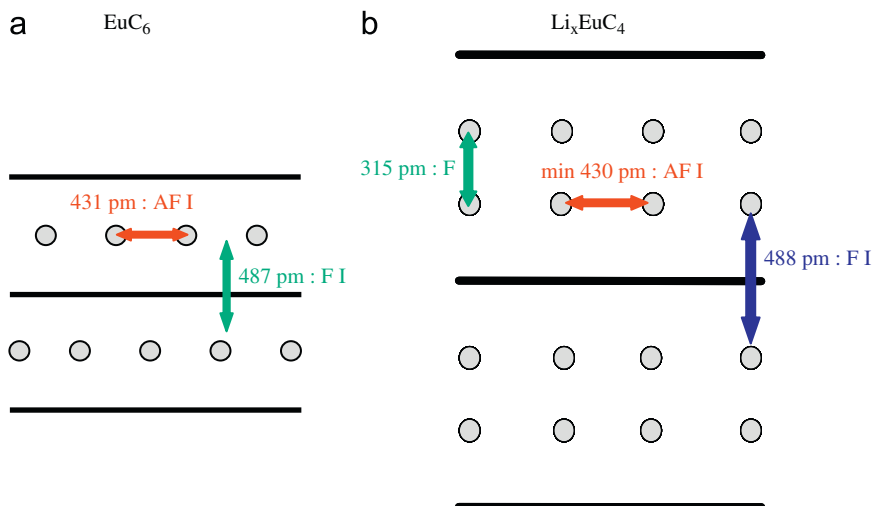 a
EuC₆
431 pm : AF I
487 pm : F I
b
LiₓEuC₄
315 pm : F
min 430 pm : AF I
488 pm : F I